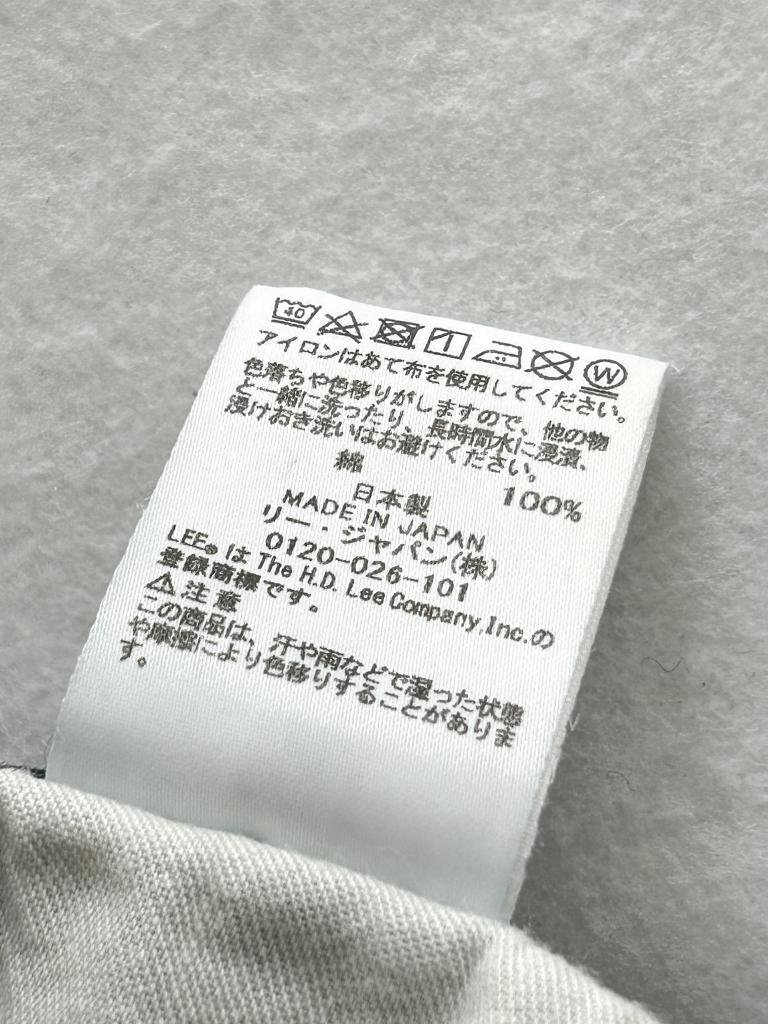 40
W
アイロンはあて布を使用してください。
色落ちや色移りがしますので、他の物
と一緒に洗ったり、長時間水に浸漬、
浸けおき洗いはお避けください。
綿 100%
日本製
MADE IN JAPAN
リー・ジャパン(株)
0120-026-101
LEE®は The H.D. Lee Company,Inc.の
登録商標です。
⚠注意
この商品は、汗や雨などで湿った状態
や摩擦により色移りすることがありま
す。